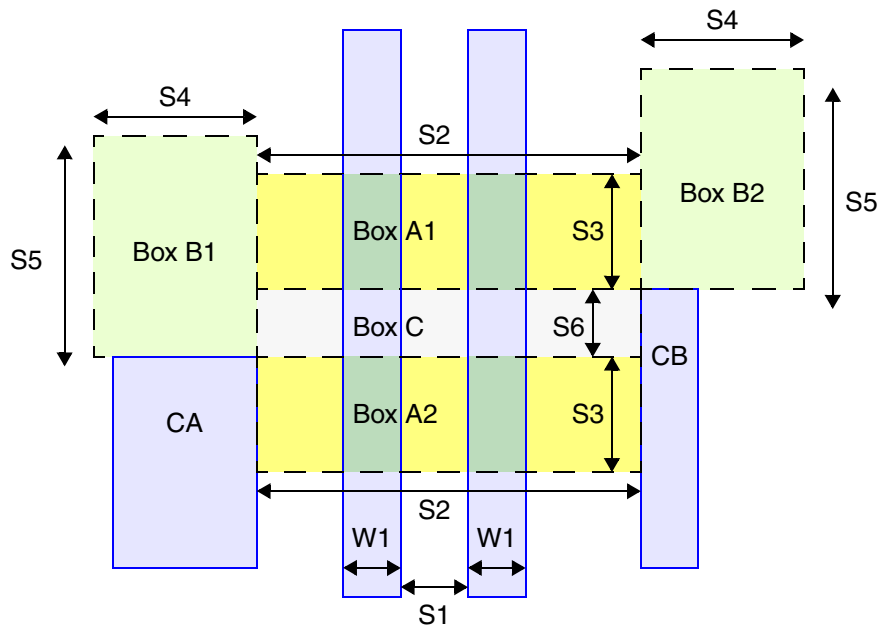 S4
S4
S2
Box B2
S5
Box A1
S3
Box B1
S5
Box C
S6
CB
Box A2
S3
CA
S2
W1
W1
S1